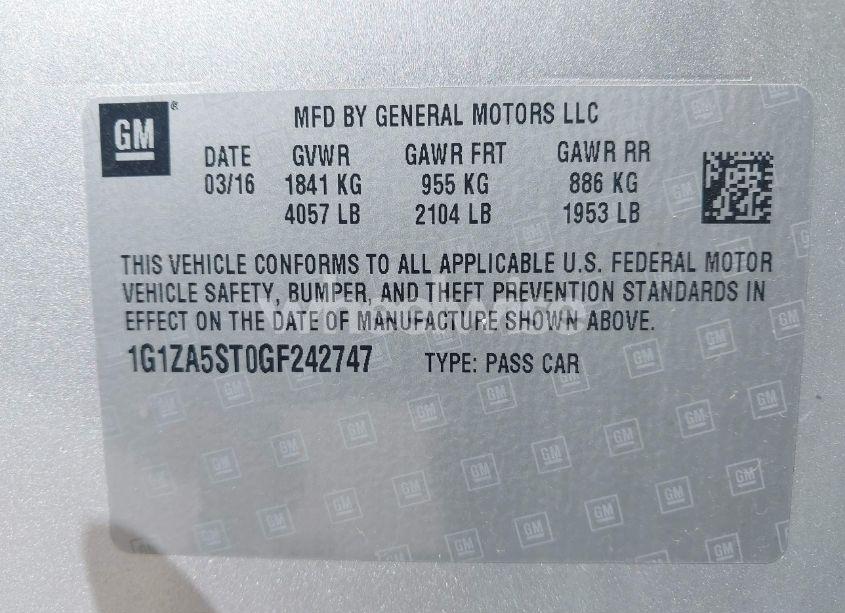 GM®
MFD BY GENERAL MOTORS LLC
DATE GVWR GAWR FRT GAWR RR
03/16 1841 KG 955 KG 886 KG
4057 LB 2104 LB 1953 LB
THIS VEHICLE CONFORMS TO ALL APPLICABLE U.S. FEDERAL MOTOR
VEHICLE SAFETY, BUMPER, AND THEFT PREVENTION STANDARDS IN
EFFECT ON THE DATE OF MANUFACTURE SHOWN ABOVE.
1G1ZA5ST0GF242747 TYPE: PASS CAR